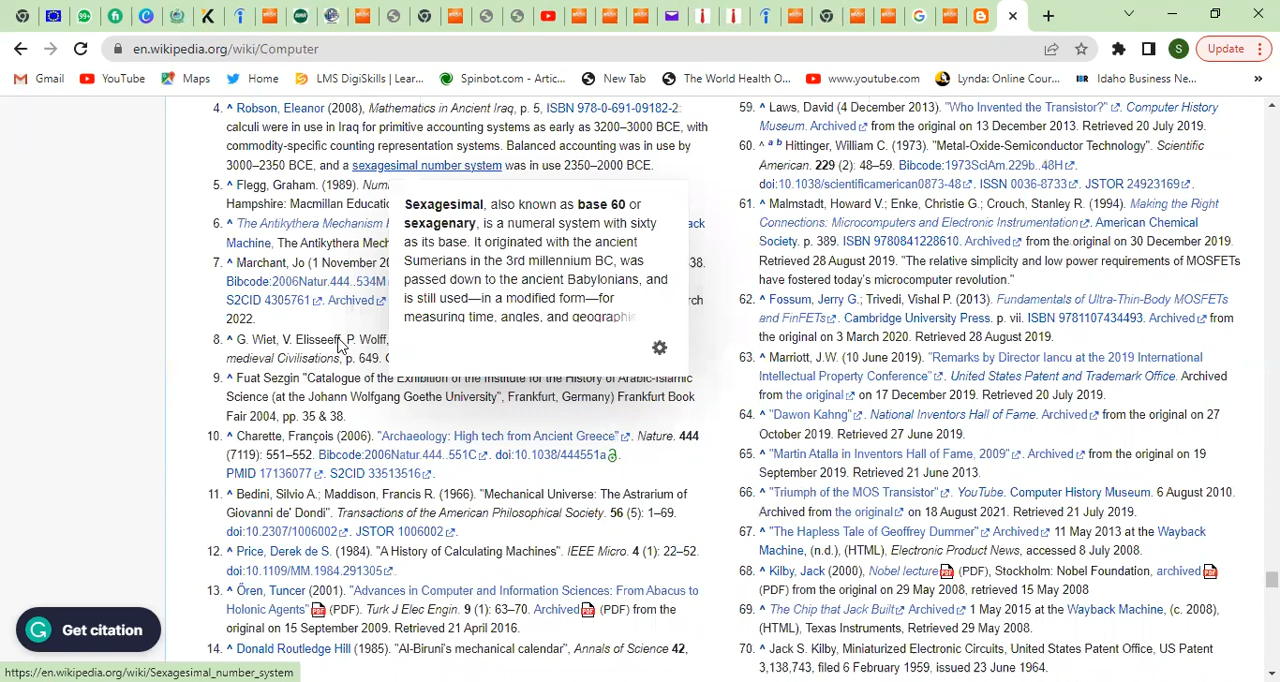 en.wikipedia.org/wiki/Computer
Update
Gmail
YouTube
Maps
Home
LMS DigiSkills | Lear...
Spinbot.com - Artic...
New Tab
The World Health O...
www.youtube.com
Lynda: Online Cour...
Idaho Business Ne...
»
4. ^ Robson, Eleanor (2008), Mathematics in Ancient Iraq, p. 5, ISBN 978-0-691-09182-2:
calculi were in use in Iraq for primitive accounting systems as early as 3200–3000 BCE, with
commodity-specific counting representation systems. Balanced accounting was in use by
3000–2350 BCE, and a sexagesimal number system was in use 2350–2000 BCE.
5. ^ Flegg, Graham. (1989). Num
Hampshire: Macmillan Educatio
6. ^ The Antikythera Mechanism
Machine, The Antikythera Mech
7. ^ Marchant, Jo (1 November 20
38.
Bibcode:2006Natur.444..534M
S2CID 4305761. Archived
2022.
8. ^ G. Wiet, V. Elisseeff, P. Wolff,
medieval Civilisations, p. 649.
9. ^ Fuat Sezgin "Catalogue of the Exhibition of the Institute for the History of Arabic-Islamic
Science (at the Johann Wolfgang Goethe University", Frankfurt, Germany) Frankfurt Book
Fair 2004, pp. 35 & 38.
10. ^ Charette, François (2006). "Archaeology: High tech from Ancient Greece". Nature. 444
(7119): 551–552. Bibcode:2006Natur.444..551C. doi:10.1038/444551a.
PMID 17136077. S2CID 33513516.
11. ^ Bedini, Silvio A.; Maddison, Francis R. (1966). "Mechanical Universe: The Astrarium of
Giovanni de' Dondi". Transactions of the American Philosophical Society. 56 (5): 1–69.
doi:10.2307/1006002. JSTOR 1006002.
12. ^ Price, Derek de S. (1984). "A History of Calculating Machines". IEEE Micro. 4 (1): 22–52.
doi:10.1109/MM.1984.291305.
13. ^ Ören, Tuncer (2001). "Advances in Computer and Information Sciences: From Abacus to
Holonic Agents" (PDF). Turk J Elec Engin. 9 (1): 63–70. Archived (PDF) from the
original on 15 September 2009. Retrieved 21 April 2016.
14. ^ Donald Routledge Hill (1985). "Al-Biruni's mechanical calendar", Annals of Science 42,
Sexagesimal, also known as base 60 or
sexagenary, is a numeral system with sixty
as its base. It originated with the ancient
Sumerians in the 3rd millennium BC, was
passed down to the ancient Babylonians, and
is still used—in a modified form—for
measuring time, angles, and geographic
59. ^ Laws, David (4 December 2013). "Who Invented the Transistor?". Computer History
Museum. Archived from the original on 13 December 2013. Retrieved 20 July 2019.
60. ^ a b Hittinger, William C. (1973). "Metal-Oxide-Semiconductor Technology". Scientific
American. 229 (2): 48–59. Bibcode:1973SciAm.229b..48H.
doi:10.1038/scientificamerican0873-48. ISSN 0036-8733. JSTOR 24923169.
61. ^ Malmstadt, Howard V.; Enke, Christie G.; Crouch, Stanley R. (1994). Making the Right
Connections: Microcomputers and Electronic Instrumentation. American Chemical
Society. p. 389. ISBN 9780841228610. Archived from the original on 30 December 2019.
Retrieved 28 August 2019. "The relative simplicity and low power requirements of MOSFETs
have fostered today's microcomputer revolution."
62. ^ Fossum, Jerry G.; Trivedi, Vishal P. (2013). Fundamentals of Ultra-Thin-Body MOSFETs
and FinFETs. Cambridge University Press. p. vii. ISBN 9781107434493. Archived from
the original on 3 March 2020. Retrieved 28 August 2019.
63. ^ Marriott, J.W. (10 June 2019). "Remarks by Director Iancu at the 2019 International
Intellectual Property Conference". United States Patent and Trademark Office. Archived
from the original on 17 December 2019. Retrieved 20 July 2019.
64. ^ "Dawon Kahng". National Inventors Hall of Fame. Archived from the original on 27
October 2019. Retrieved 27 June 2019.
65. ^ "Martin Atalla in Inventors Hall of Fame, 2009". Archived from the original on 19
September 2019. Retrieved 21 June 2013.
66. ^ "Triumph of the MOS Transistor". YouTube. Computer History Museum. 6 August 2010.
Archived from the original on 18 August 2021. Retrieved 21 July 2019.
67. ^ "The Hapless Tale of Geoffrey Dummer" Archived 11 May 2013 at the Wayback
Machine, (n.d.), (HTML), Electronic Product News, accessed 8 July 2008.
68. ^ Kilby, Jack (2000), Nobel lecture (PDF), Stockholm: Nobel Foundation, archived
(PDF) from the original on 29 May 2008, retrieved 15 May 2008
69. ^ The Chip that Jack Built Archived 1 May 2015 at the Wayback Machine, (c. 2008),
(HTML), Texas Instruments, Retrieved 29 May 2008.
70. ^ Jack S. Kilby, Miniaturized Electronic Circuits, United States Patent Office, US Patent
3,138,743, filed 6 February 1959, issued 23 June 1964.
Get citation
https://en.wikipedia.org/wiki/Sexagesimal_number_system